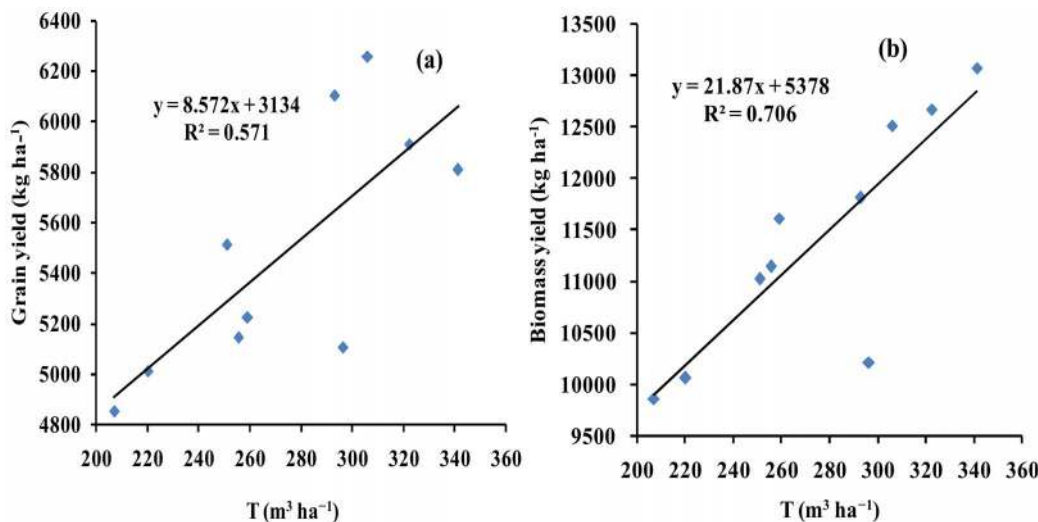 6400
6200
6000
5800
5600
5400
5200
5000
4800
Grain yield (kg ha⁻¹)
(a)
y = 8.572x + 3134
R² = 0.571
200 220 240 260 280 300 320 340 360
T (m³ ha⁻¹)
13500
13000
12500
12000
11500
11000
10500
10000
9500
Biomass yield (kg ha⁻¹)
(b)
y = 21.87x + 5378
R² = 0.706
200 220 240 260 280 300 320 340 360
T (m³ ha⁻¹)